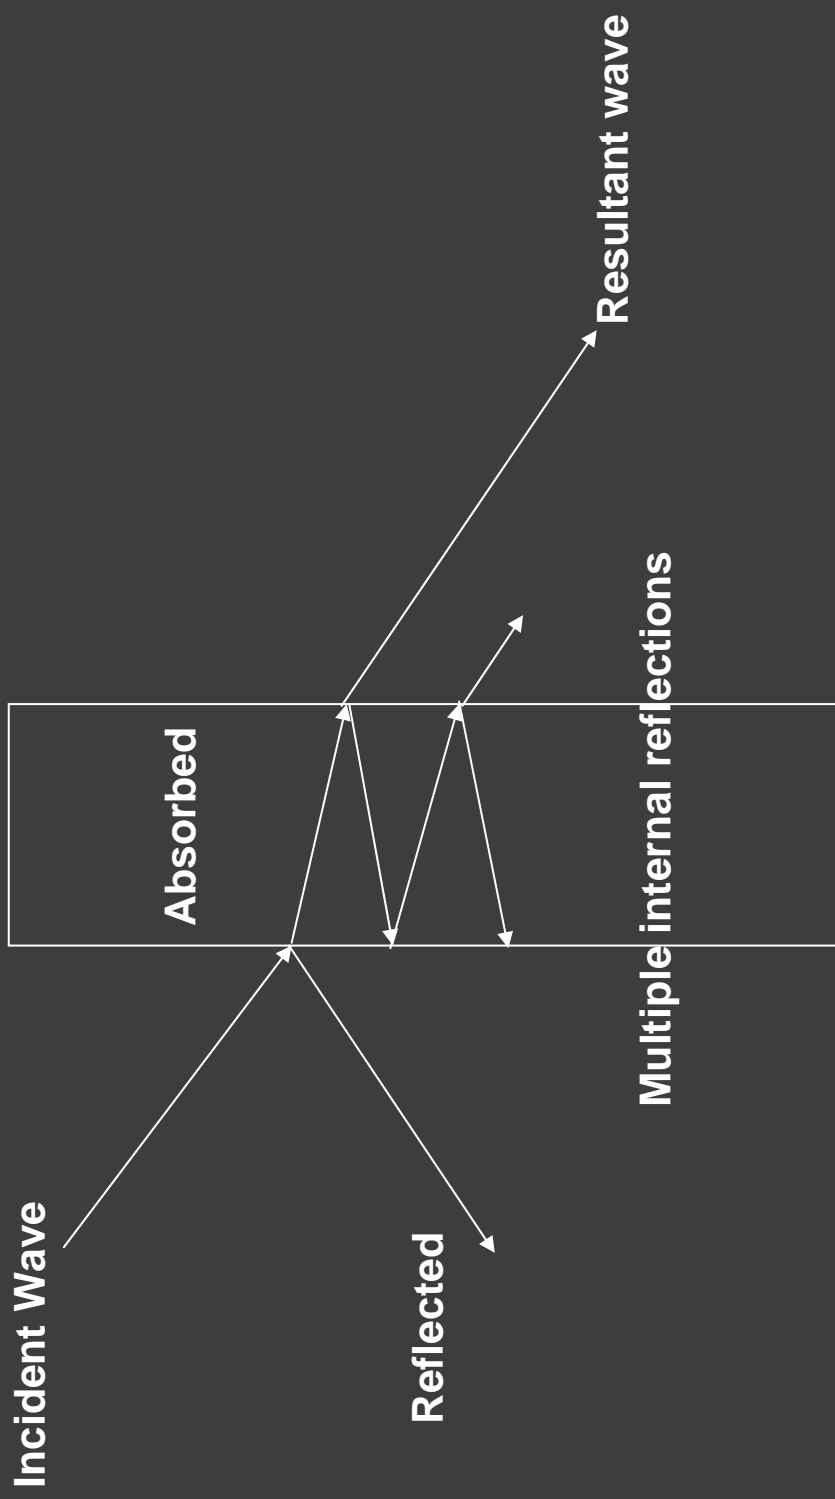 Incident Wave
Absorbed
Reflected
Resultant wave
Multiple internal reflections